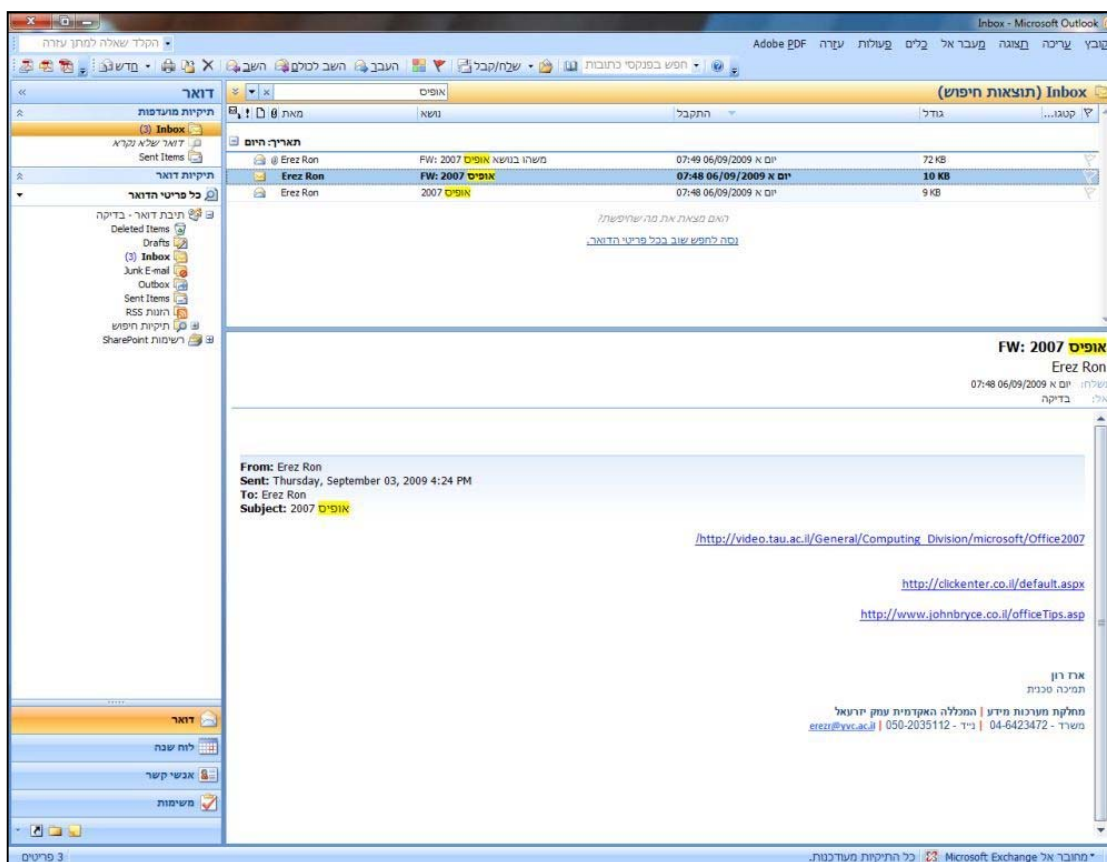 Inbox - Microsoft Outlook
קובץ עריכה תצוגה מעבר אל כלים פעולות עזרה Adobe PDF
הקלד שאלה למתן עזרה
חדש השב השב לכולם העבר שלח/קבל חפש בפנקסי כתובות
דואר
תיקיות מועדפות
Inbox (3)
דואר שלא נקרא
Sent Items
תיקיות דואר
כל פריטי הדואר
תיבת דואר - בדיקה
Deleted Items
Drafts
Inbox (3)
Junk E-mail
Outbox
Sent Items
הזנות RSS
תיקיות חיפוש
רשימות SharePoint
דואר
לוח שנה
אנשי קשר
משימות
Inbox (תוצאות חיפוש)
אופיס
מאת נושא התקבל גודל קטגו...
תאריך: היום
Erez Ron FW: 2007 משהו בנושא אופיס יום א 06/09/2009 07:49 72 KB
Erez Ron FW: 2007 אופיס יום א 06/09/2009 07:48 10 KB
Erez Ron 2007 אופיס יום א 06/09/2009 07:48 9 KB
האם מצאת את מה שחיפשת?
נסה לחפש שוב בכל פריטי הדואר.
FW: 2007 אופיס
Erez Ron
נשלח: יום א 06/09/2009 07:48
אל: בדיקה
From: Erez Ron
Sent: Thursday, September 03, 2009 4:24 PM
To: Erez Ron
Subject: 2007 אופיס
http://video.tau.ac.il/General/Computing_Division/microsoft/Office2007/
http://clickenter.co.il/default.aspx
http://www.johnbryce.co.il/officeTips.asp
ארז רון
תמיכה טכנית
מחלקת מערכות מידע | המכללה האקדמית עמק יזרעאל
משרד - 04-6423472 | נייד - 050-2035112 | erezr@yvc.ac.il
3 פריטים
כל התיקיות מעודכנות. מחובר אל Microsoft Exchange